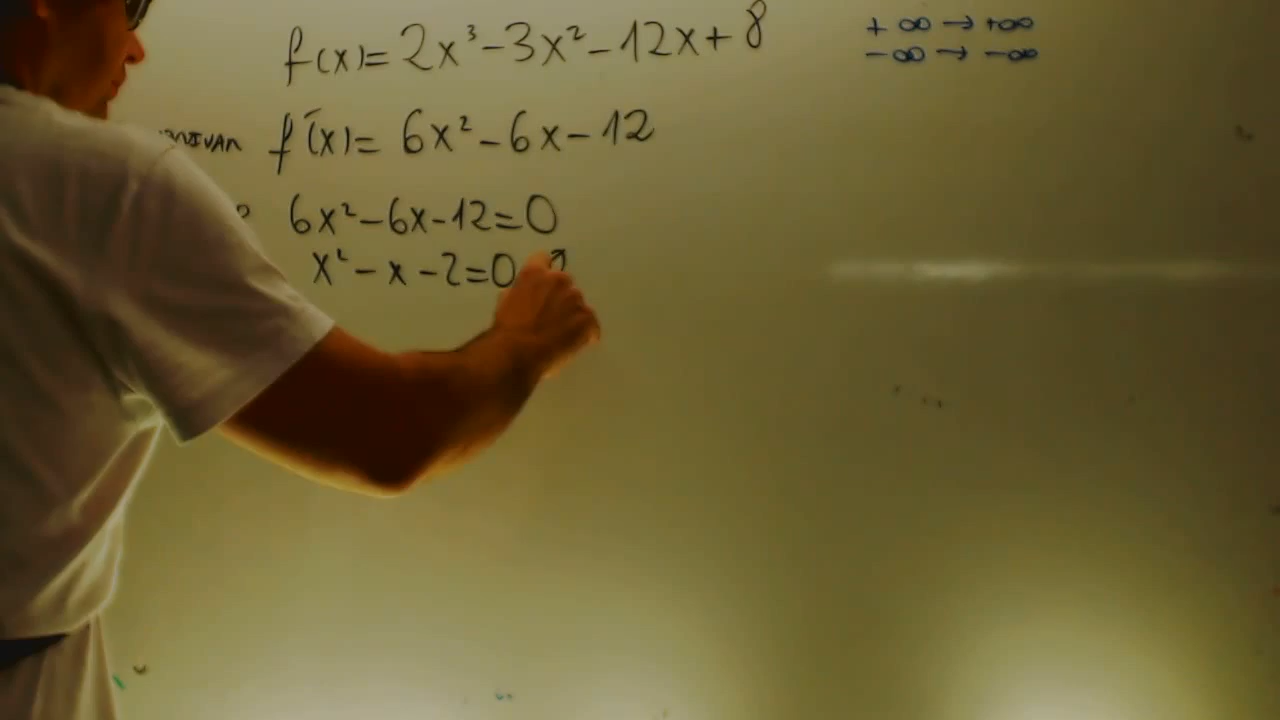 f(x)=2x³-3x²-12x+8
+∞→+∞
-∞→-∞
f'(x)=6x²-6x-12
6x²-6x-12=0
x²-x-2=0